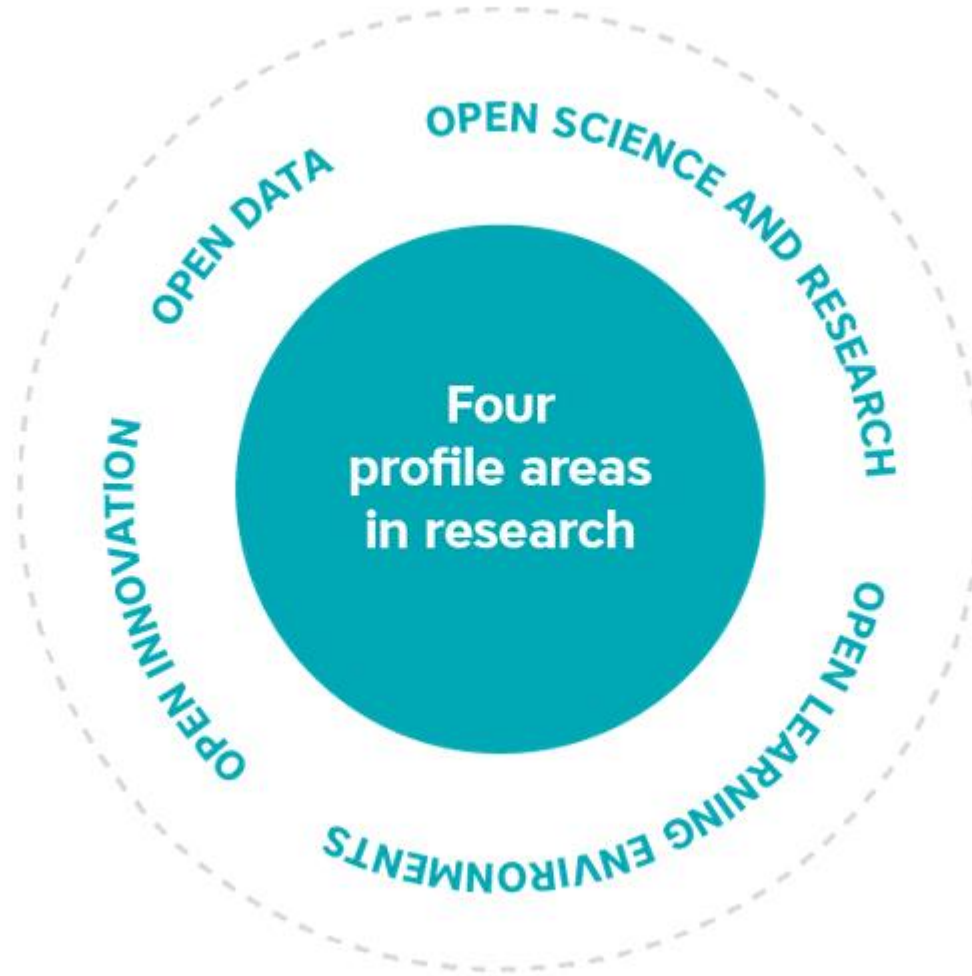 OPEN SCIENCE AND RESEARCH
OPEN LEARNING ENVIRONMENTS
OPEN INNOVATION
OPEN DATA
Four
profile areas
in research